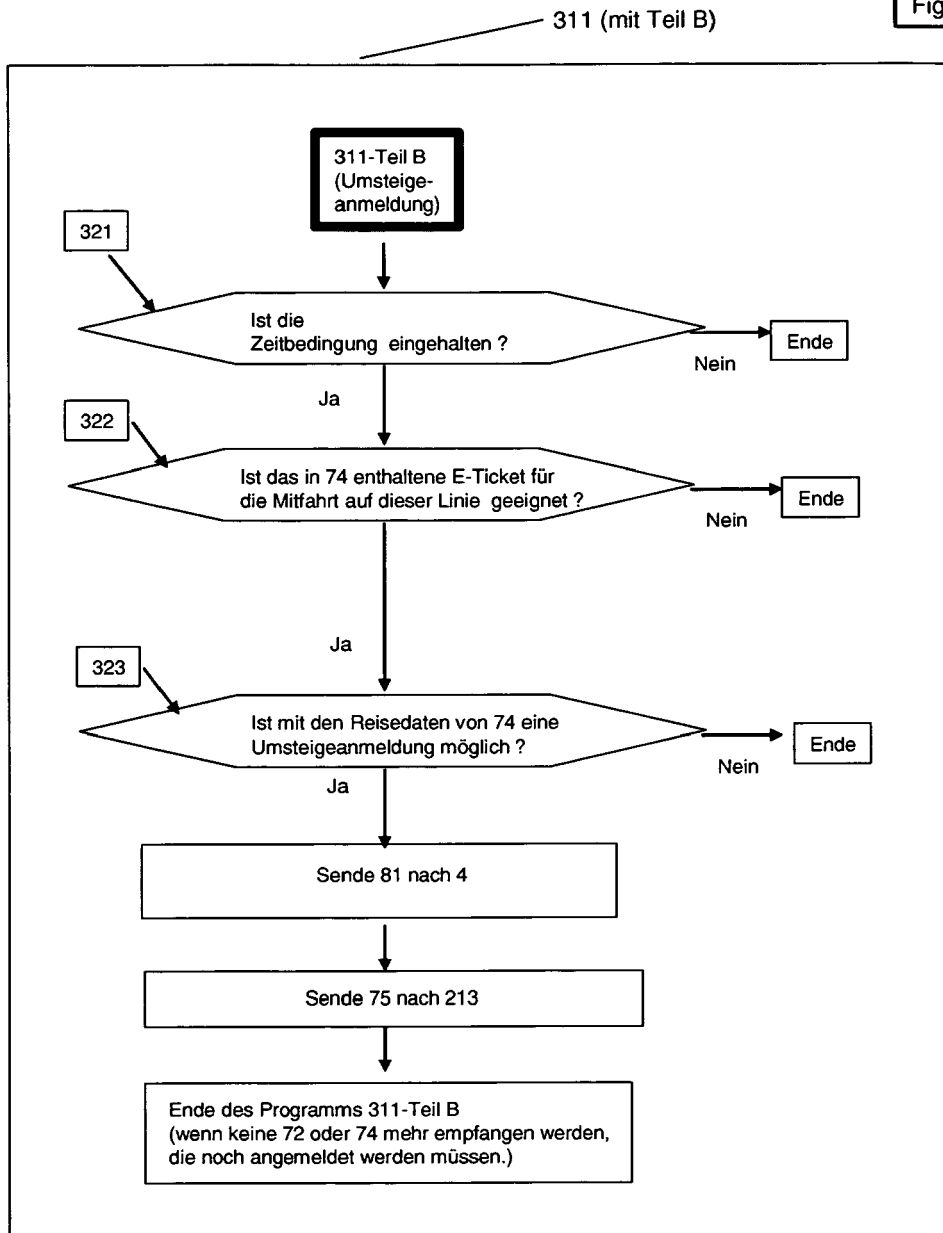 311 (mit Teil B)
Fig
311-Teil B
(Umsteige-
anmeldung)
321
Ist die
Zeitbedingung eingehalten ?
Ende
Nein
Ja
322
Ist das in 74 enthaltene E-Ticket für
die Mitfahrt auf dieser Linie geeignet ?
Ende
Nein
Ja
323
Ist mit den Reisedaten von 74 eine
Umsteigeanmeldung möglich ?
Ende
Nein
Ja
Sende 81 nach 4
Sende 75 nach 213
Ende des Programms 311-Teil B
(wenn keine 72 oder 74 mehr empfangen werden,
die noch angemeldet werden müssen.)